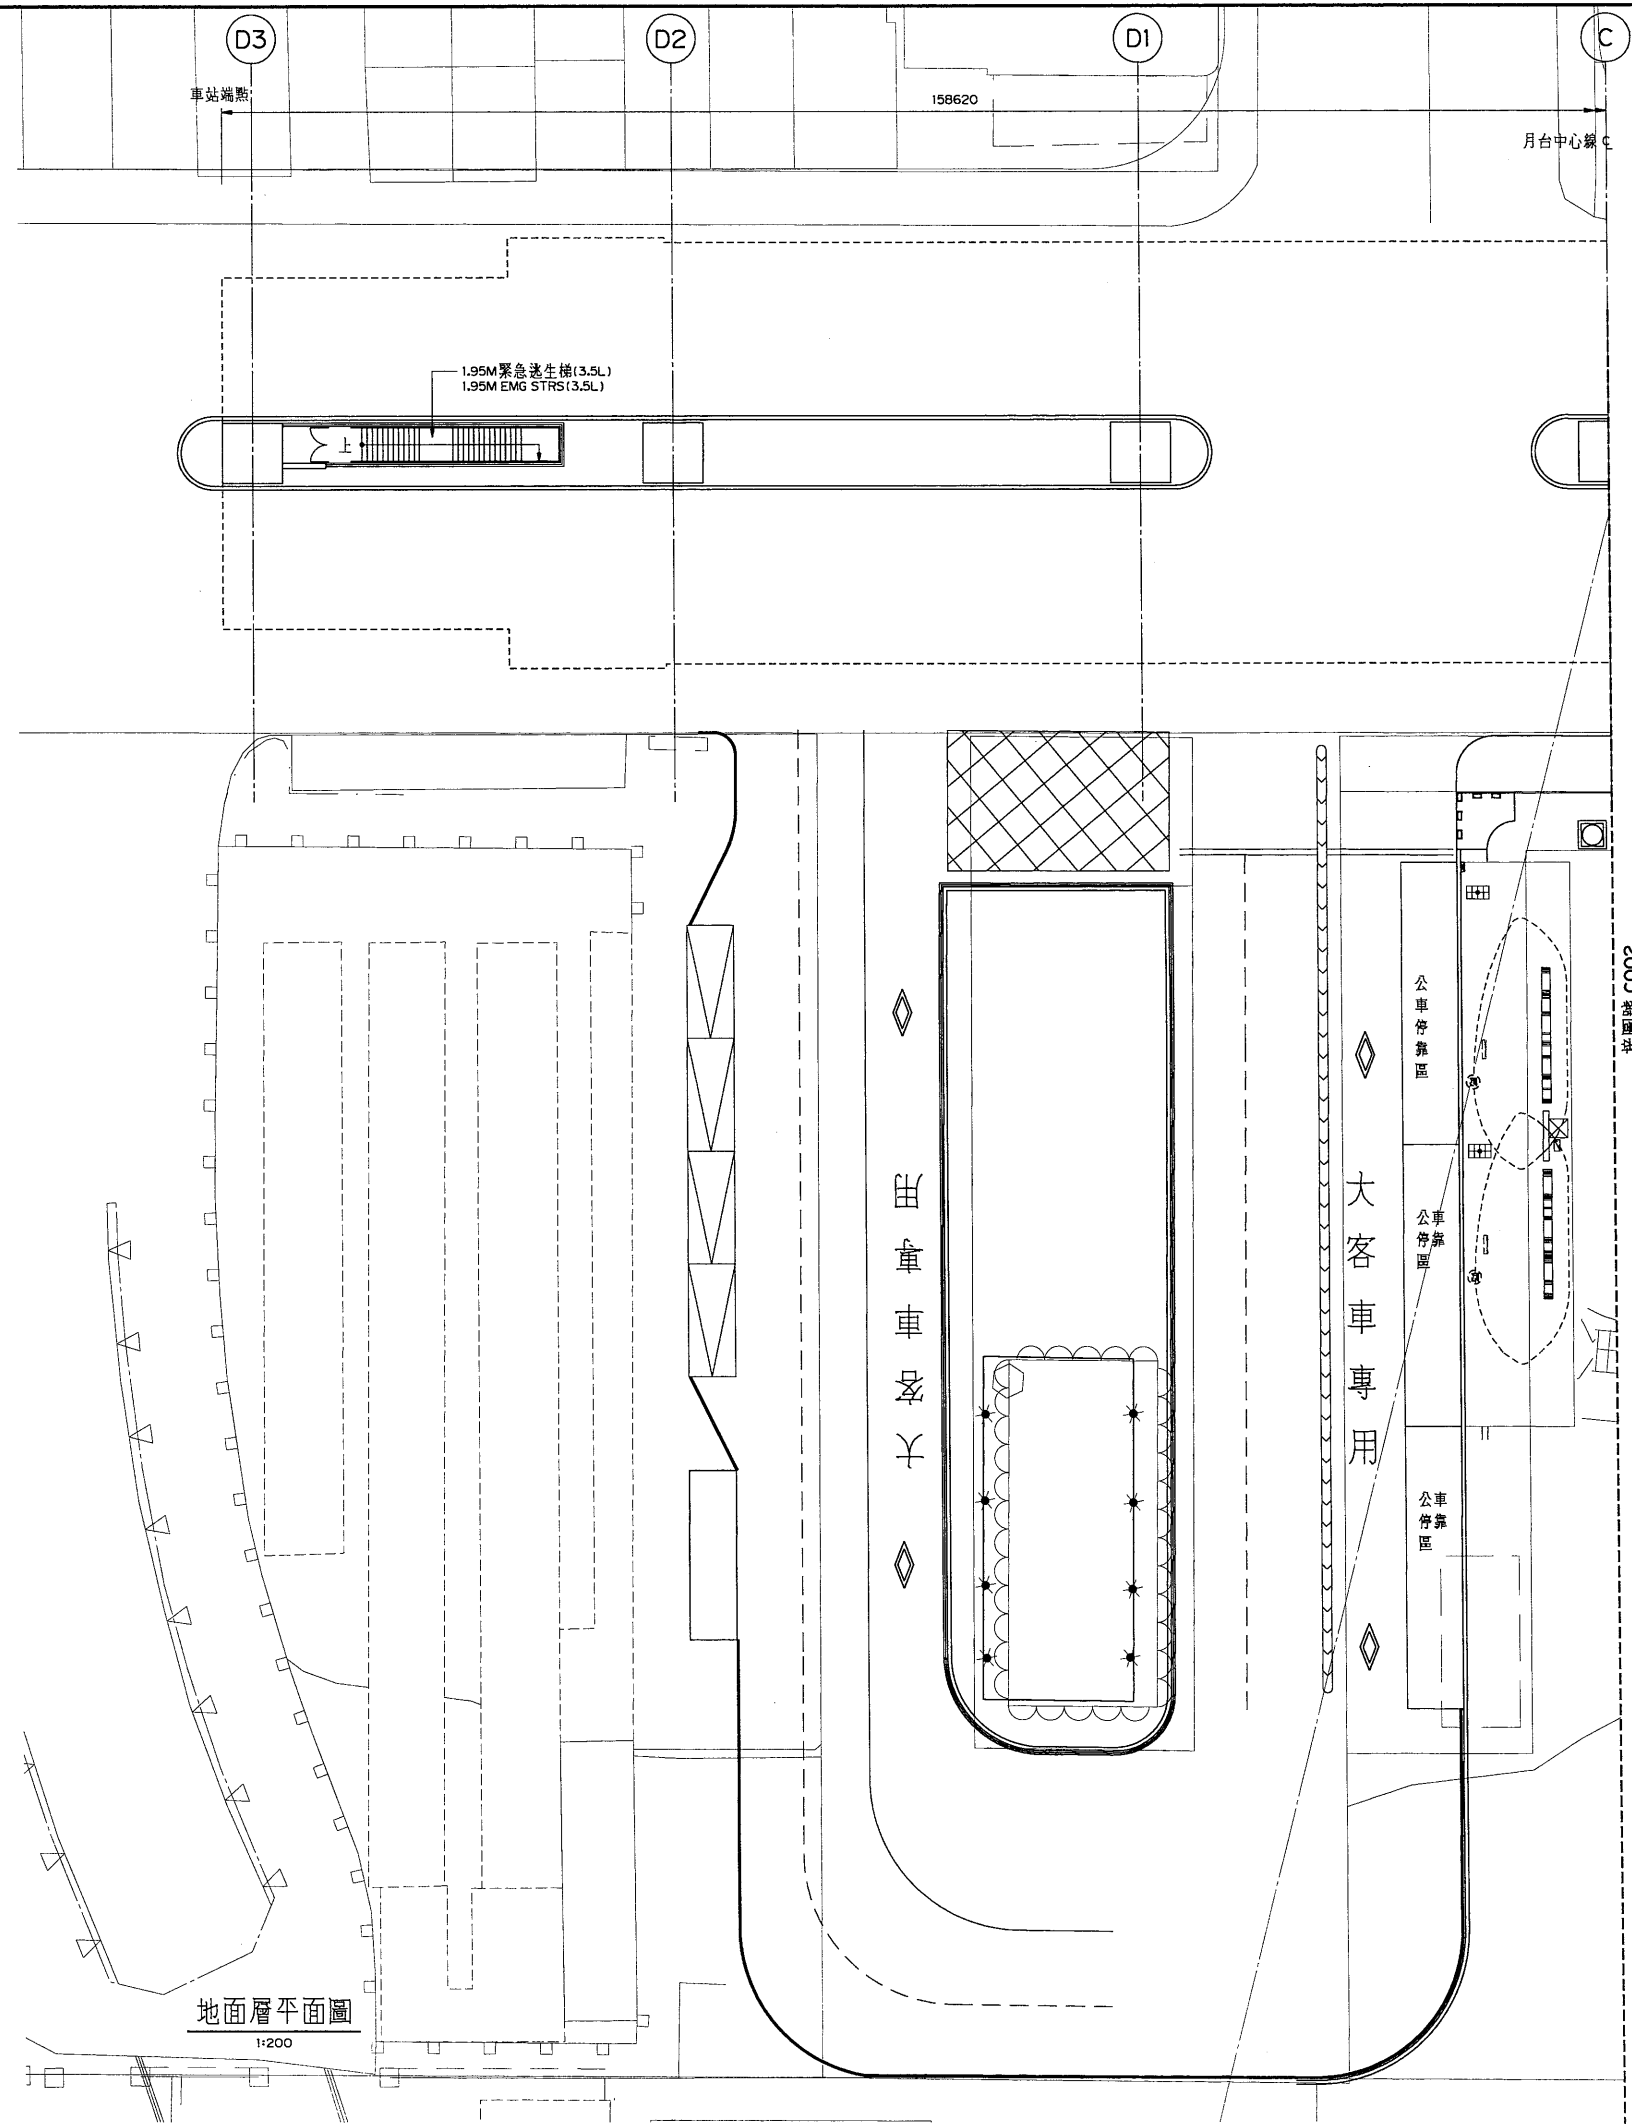 D3
D2
D1
C
車站端點
158620
月台中心線 ℄
1.95M緊急逃生梯(3.5L)
1.95M EMG STRS(3.5L)
上
公車停靠區
大客車專用
大客車專用
公車
停靠
區
公車
停靠
區
地面層平面圖
1:200